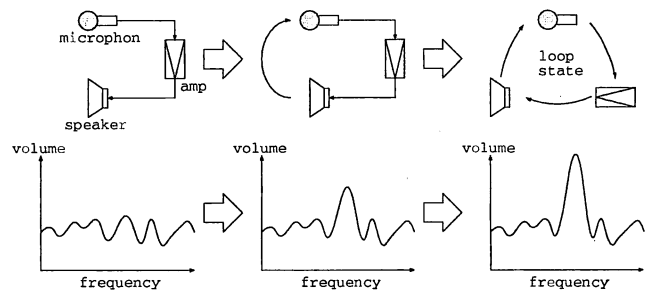 microphon
amp
speaker
loop
state
volume
volume
volume
frequency
frequency
frequency